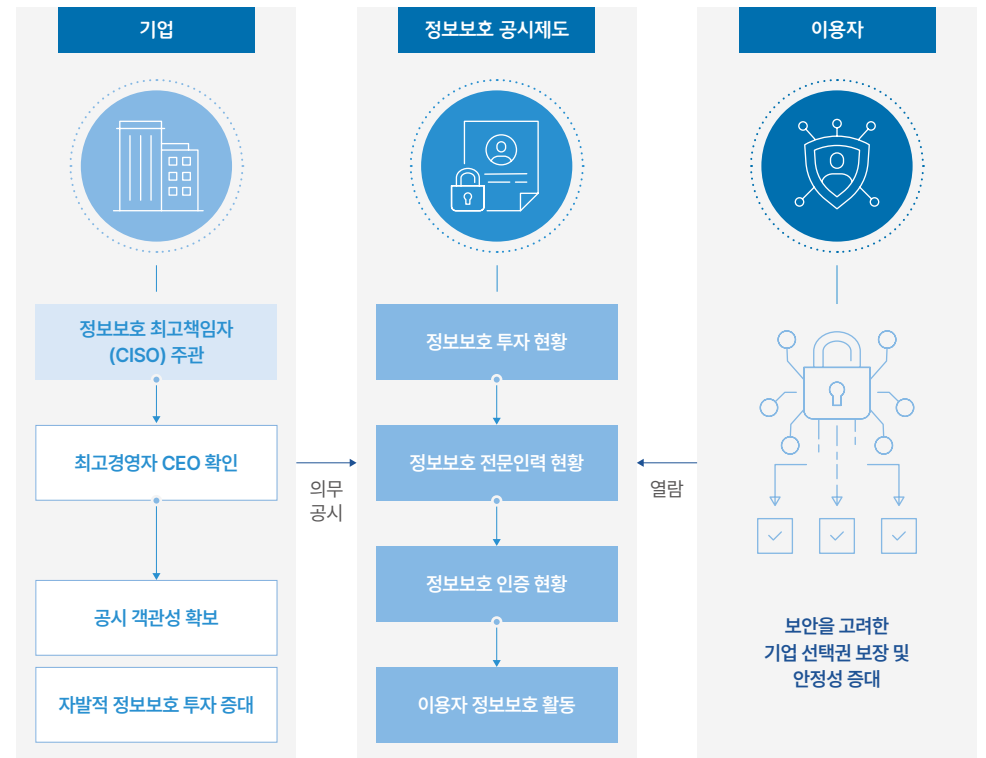 기업
정보보호 최고책임자
(CISO) 주관
최고경영자 CEO 확인
공시 객관성 확보
자발적 정보보호 투자 증대
의무
공시
정보보호 공시제도
정보보호 투자 현황
정보보호 전문인력 현황
정보보호 인증 현황
이용자 정보보호 활동
열람
이용자
보안을 고려한
기업 선택권 보장 및
안정성 증대